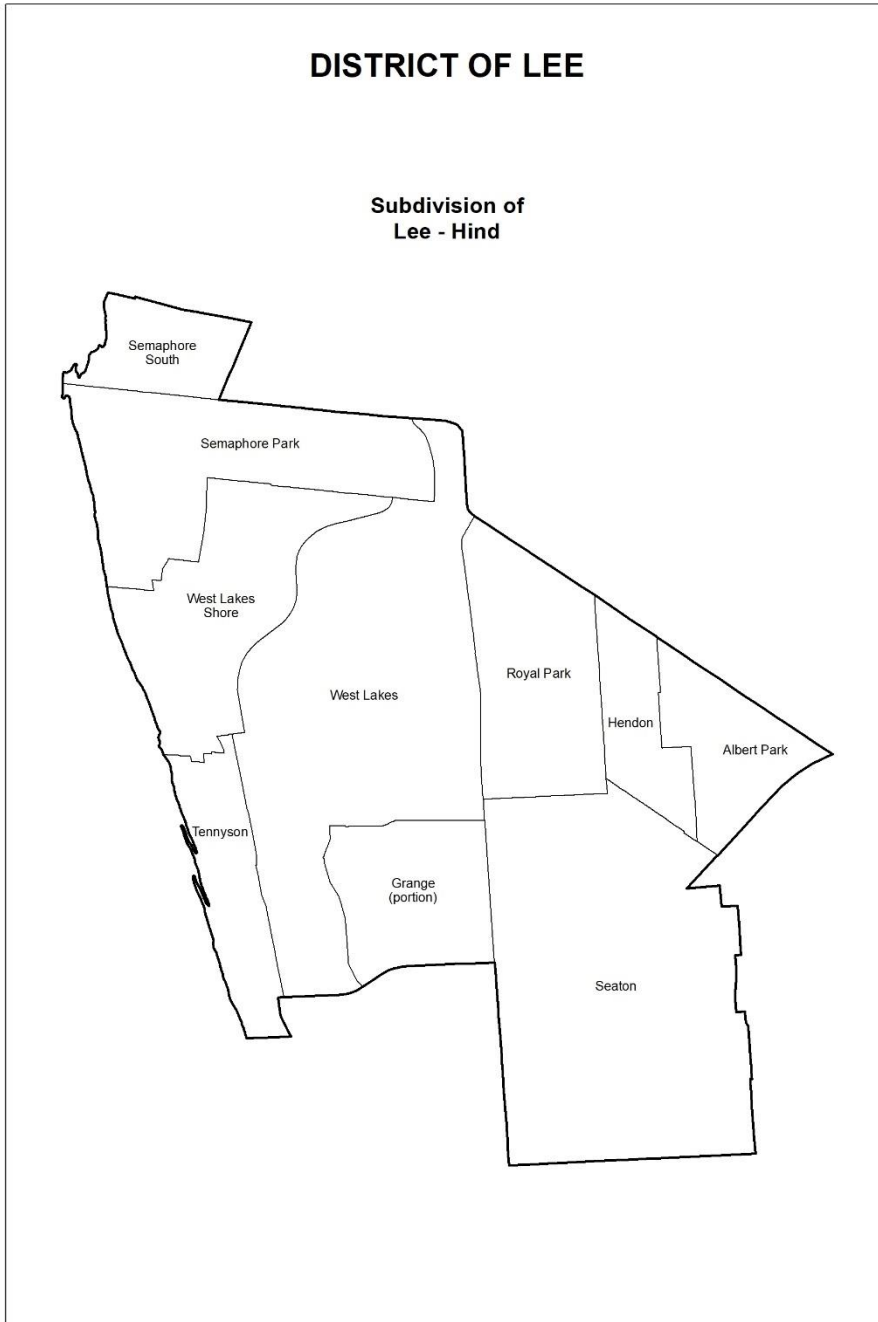 DISTRICT OF LEE
Subdivision of
Lee - Hind
Semaphore
South
Semaphore Park
West Lakes
Shore
West Lakes
Royal Park
Hendon
Albert Park
Tennyson
Grange
(portion)
Seaton